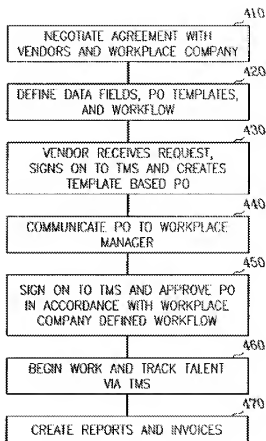 410
NEGOTIATE AGREEMENT WITH
VENDORS AND WORKPLACE COMPANY
420
DEFINE DATA FIELDS, PO TEMPLATES,
AND WORKFLOW
430
VENDOR RECEIVES REQUEST,
SIGNS ON TO TMS AND CREATES
TEMPLATE BASED PO
440
COMMUNICATE PO TO WORKPLACE
MANAGER
450
SIGN ON TO TMS AND APPROVE PO
IN ACCORDANCE WITH WORKPLACE
COMPANY DEFINED WORKFLOW
460
BEGIN WORK AND TRACK TALENT
VIA TMS
470
CREATE REPORTS AND INVOICES